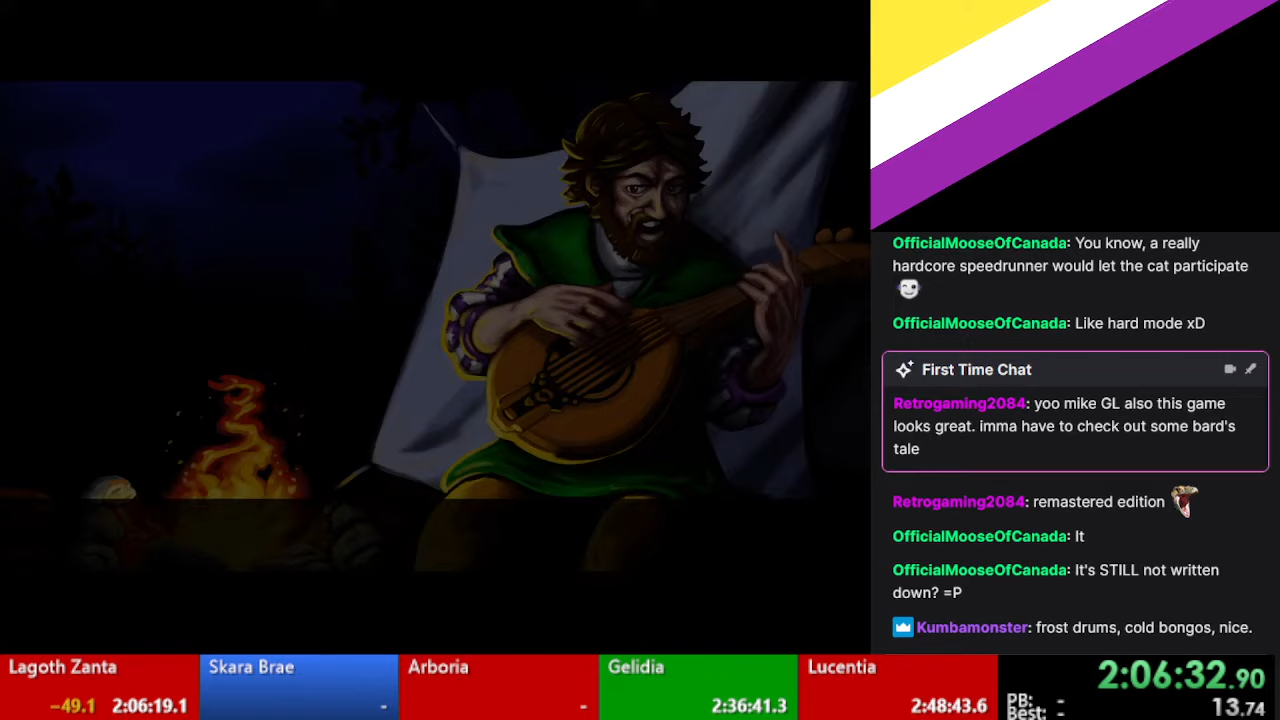 OfficialMooseOfCanada: You know, a really
hardcore speedrunner would let the cat participate
OfficialMooseOfCanada: Like hard mode xD
First Time Chat
Retrogaming2084: yoo mike GL also this game
looks great. imma have to check out some bard's
tale
Retrogaming2084: remastered edition
OfficialMooseOfCanada: It
OfficialMooseOfCanada: It's STILL not written
down? =P
Kumbamonster: frost drums, cold bongos, nice.
Lagoth Zanta
-49.1 2:06:19.1
Skara Brae
-
Arboria
-
Gelidia
2:36:41.3
Lucentia
2:48:43.6
2:06:32.90
PB: -
Best: -
13.74